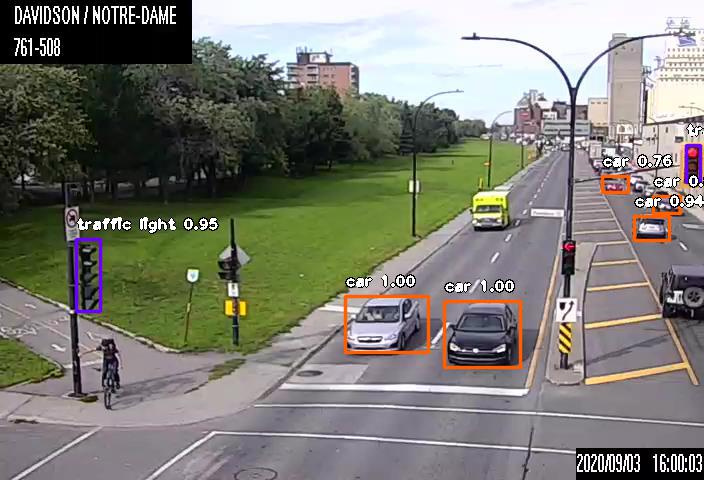 DAVIDSON / NOTRE-DAME
761-508
traffic light 0.95
car 1.00
car 1.00
car 0.76
car 0.94
2020/09/03 16:00:03